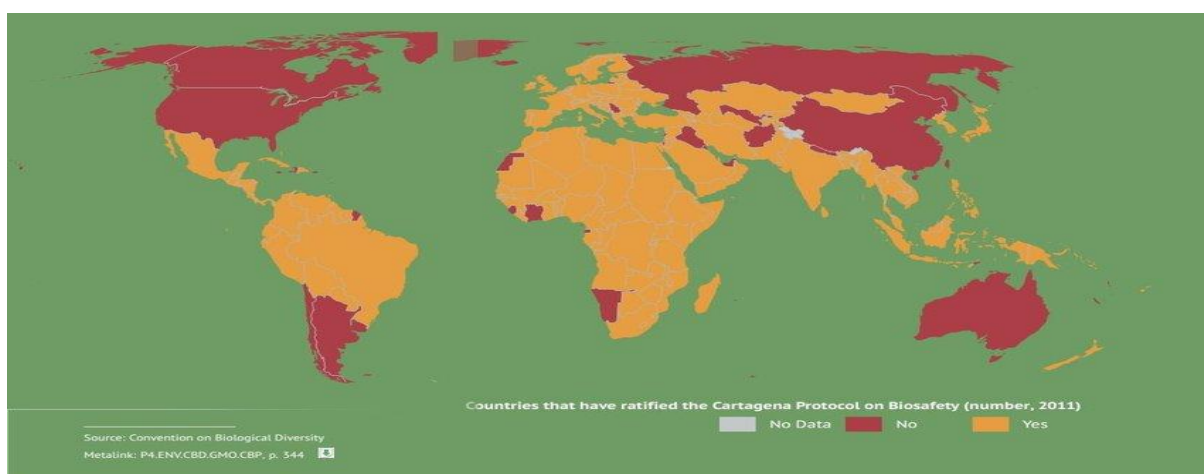 Countries that have ratified the Cartagena Protocol on Biosafety (number, 2011)
No Data No Yes
Source: Convention on Biological Diversity
Metalink: P4.ENV.CBD.GMO.CBP, p. 344